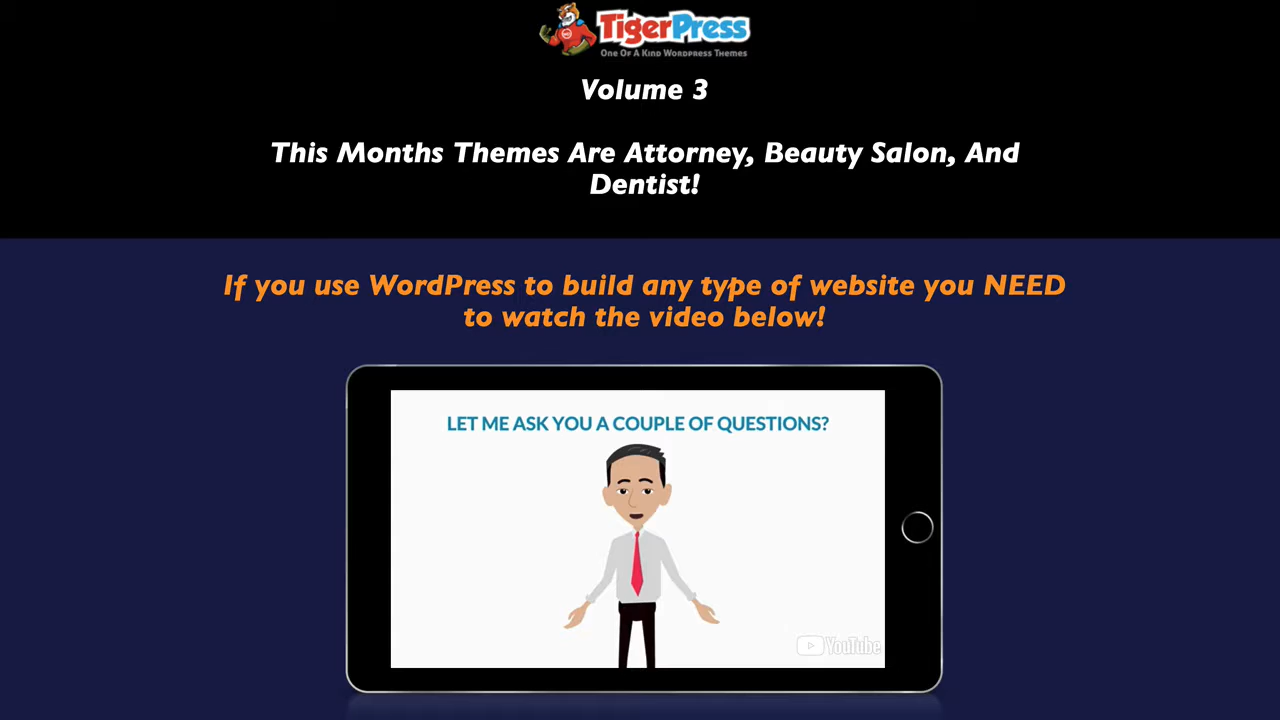 TigerPress
One Of A Kind Wordpress Themes
Volume 3
This Months Themes Are Attorney, Beauty Salon, And
Dentist!
If you use WordPress to build any type of website you NEED
to watch the video below!
LET ME ASK YOU A COUPLE OF QUESTIONS?
YouTube